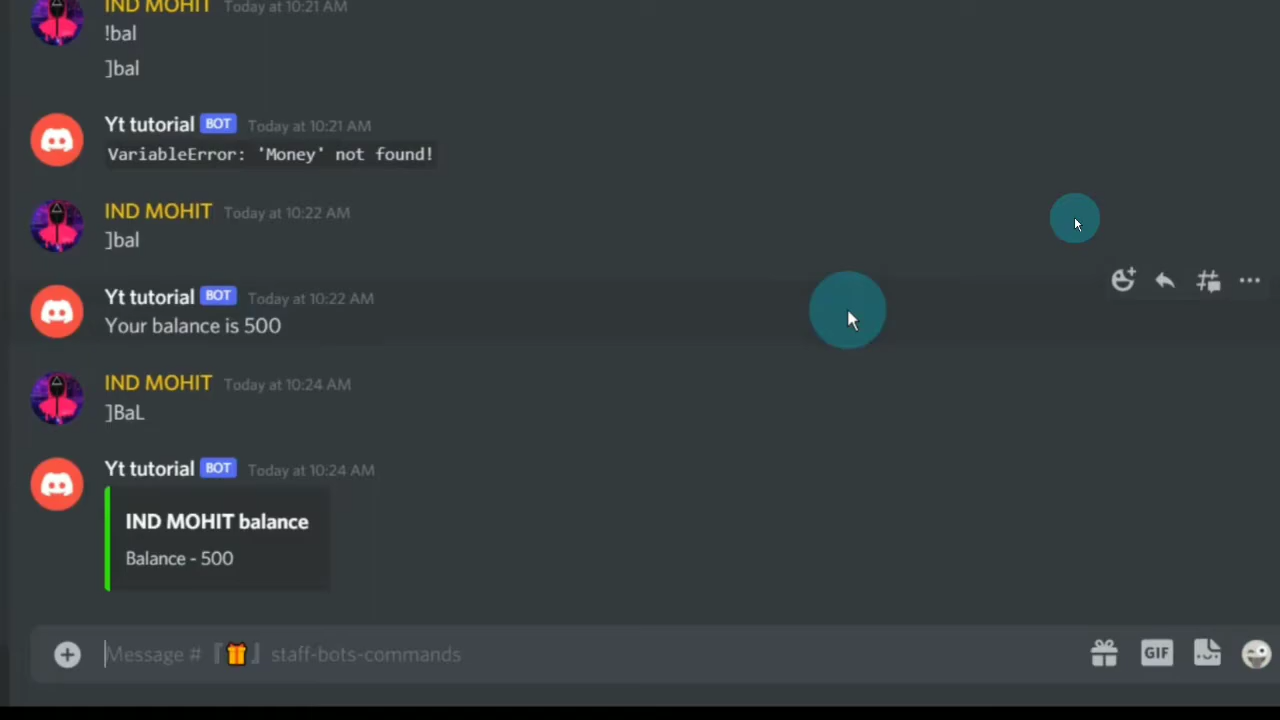 IND MOHIT Today at 10:21 AM
!bal
]bal
Yt tutorial BOT Today at 10:21 AM
VariableError: 'Money' not found!
IND MOHIT Today at 10:22 AM
]bal
Yt tutorial BOT Today at 10:22 AM
Your balance is 500
IND MOHIT Today at 10:24 AM
]BaL
Yt tutorial BOT Today at 10:24 AM
IND MOHIT balance
Balance - 500
Message # 『🎁』 staff-bots-commands
GIF